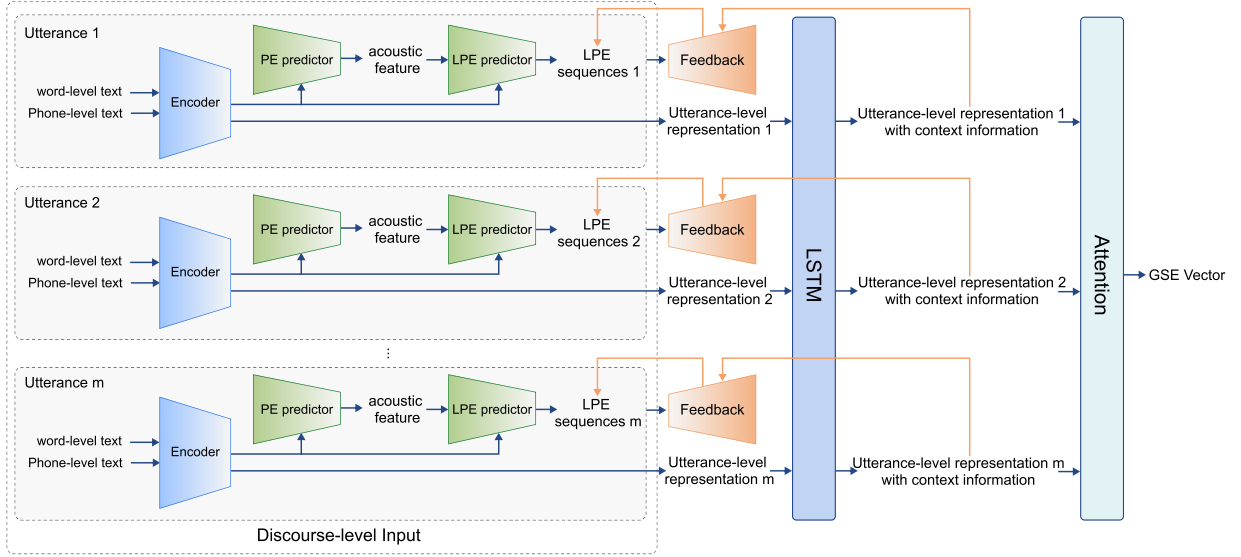 Utterance 1
word-level text
Phone-level text
Encoder
PE predictor
acoustic
feature
LPE predictor
LPE
sequences 1
Feedback
Utterance-level
representation 1
Utterance-level representation 1
with context information
Utterance 2
word-level text
Phone-level text
Encoder
PE predictor
acoustic
feature
LPE predictor
LPE
sequences 2
Feedback
Utterance-level
representation 2
LSTM
Utterance-level representation 2
with context information
Attention
GSE Vector
...
Utterance m
word-level text
Phone-level text
Encoder
PE predictor
acoustic
feature
LPE predictor
LPE
sequences m
Feedback
Utterance-level
representation m
Utterance-level representation m
with context information
Discourse-level Input